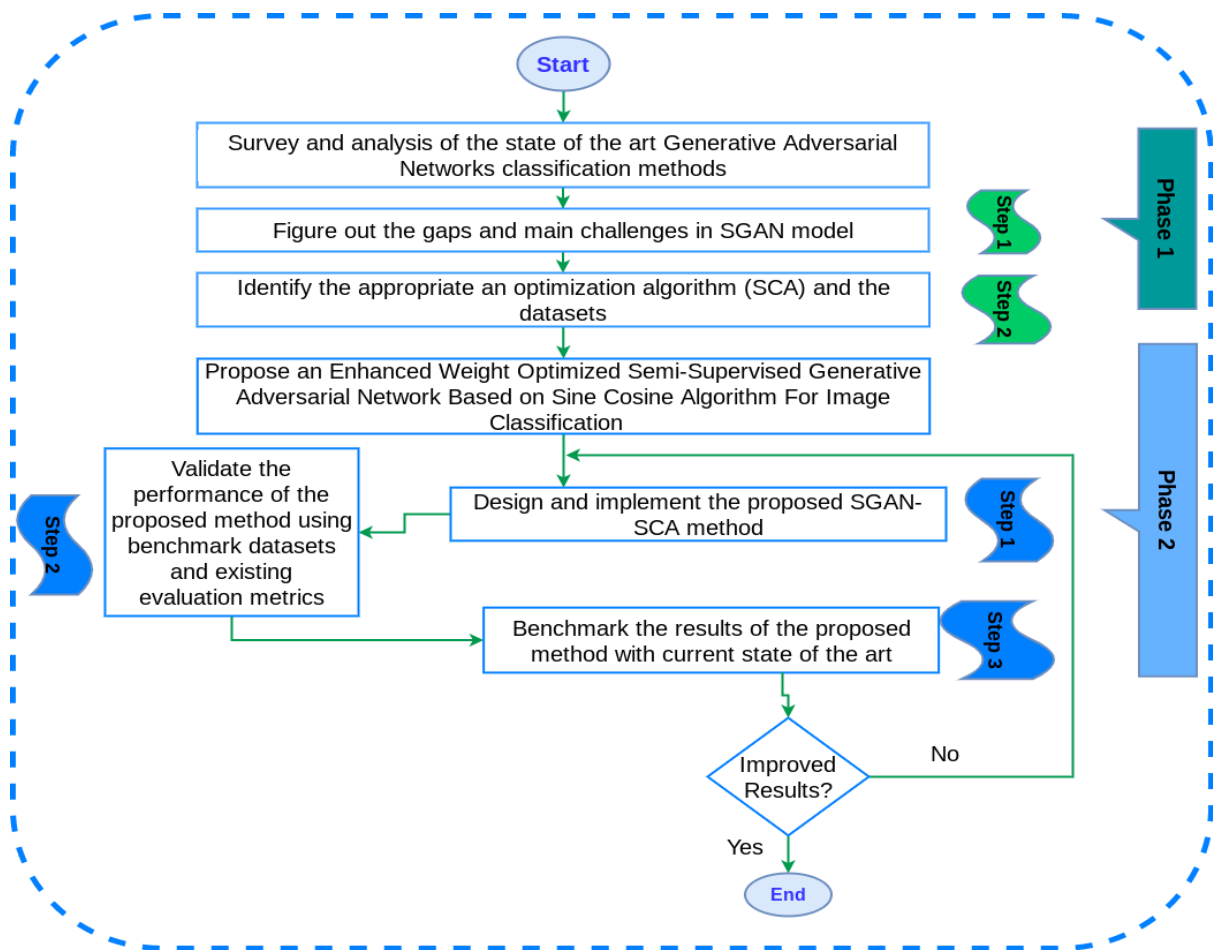 Start
Survey and analysis of the state of the art Generative Adversarial
Networks classification methods
Phase 1
Figure out the gaps and main challenges in SGAN model
Step 1
Identify the appropriate an optimization algorithm (SCA) and the
datasets
Step 2
Propose an Enhanced Weight Optimized Semi-Supervised Generative
Adversarial Network Based on Sine Cosine Algorithm For Image
Classification
Phase 2
Design and implement the proposed SGAN-
SCA method
Step 1
Validate the
performance of the
proposed method using
benchmark datasets
and existing
evaluation metrics
Step 2
Benchmark the results of the proposed
method with current state of the art
Step 3
Improved
Results?
No
Yes
End